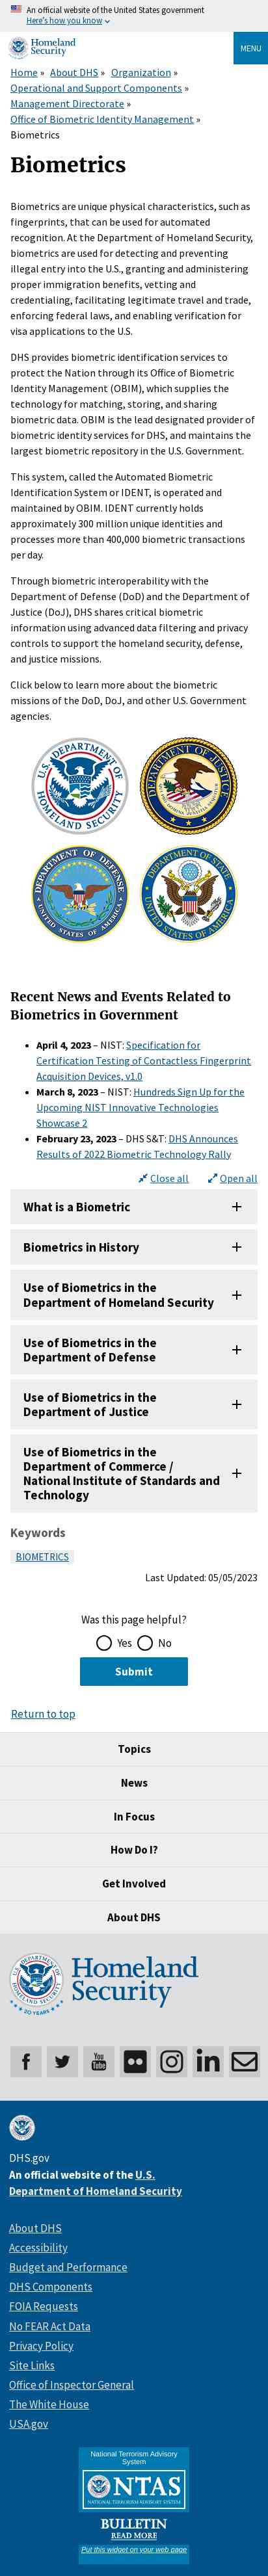 An official website of the United States government
Here's how you know
Homeland
Security
MENU
Home » About DHS » Organization »
Operational and Support Components »
Management Directorate »
Office of Biometric Identity Management »
Biometrics
Biometrics
Biometrics are unique physical characteristics, such as
fingerprints, that can be used for automated
recognition. At the Department of Homeland Security,
biometrics are used for detecting and preventing
illegal entry into the U.S., granting and administering
proper immigration benefits, vetting and
credentialing, facilitating legitimate travel and trade,
enforcing federal laws, and enabling verification for
visa applications to the U.S.
DHS provides biometric identification services to
protect the Nation through its Office of Biometric
Identity Management (OBIM), which supplies the
technology for matching, storing, and sharing
biometric data. OBIM is the lead designated provider of
biometric identity services for DHS, and maintains the
largest biometric repository in the U.S. Government.
This system, called the Automated Biometric
Identification System or IDENT, is operated and
maintained by OBIM. IDENT currently holds
approximately 300 million unique identities and
processes more than 400,000 biometric transactions
per day.
Through biometric interoperability with the
Department of Defense (DoD) and the Department of
Justice (DoJ), DHS shares critical biometric
information using advanced data filtering and privacy
controls to support the homeland security, defense,
and justice missions.
Click below to learn more about the biometric
missions of the DoD, DoJ, and other U.S. Government
agencies.
U.S. DEPARTMENT OF
HOMELAND SECURITY
DEPARTMENT OF JUSTICE
DEPARTMENT OF DEFENSE
UNITED STATES OF AMERICA
DEPARTMENT OF STATE
UNITED STATES OF AMERICA
Recent News and Events Related to
Biometrics in Government
April 4, 2023 – NIST: Specification for
Certification Testing of Contactless Fingerprint
Acquisition Devices, v1.0
March 8, 2023 – NIST: Hundreds Sign Up for the
Upcoming NIST Innovative Technologies
Showcase 2
February 23, 2023 – DHS S&T: DHS Announces
Results of 2022 Biometric Technology Rally
Close all Open all
What is a Biometric
Biometrics in History
Use of Biometrics in the
Department of Homeland Security
Use of Biometrics in the
Department of Defense
Use of Biometrics in the
Department of Justice
Use of Biometrics in the
Department of Commerce /
National Institute of Standards and
Technology
Keywords
BIOMETRICS
Last Updated: 05/05/2023
Was this page helpful?
Yes No
Submit
Return to top
Topics
News
In Focus
How Do I?
Get Involved
About DHS
Homeland
Security
20 YEARS
You
Tube
DHS.gov
An official website of the U.S.
Department of Homeland Security
About DHS
Accessibility
Budget and Performance
DHS Components
FOIA Requests
No FEAR Act Data
Privacy Policy
Site Links
Office of Inspector General
The White House
USA.gov
National Terrorism Advisory
System
NTAS
NATIONAL TERRORISM ADVISORY SYSTEM
BULLETIN
READ MORE
Put this widget on your web page